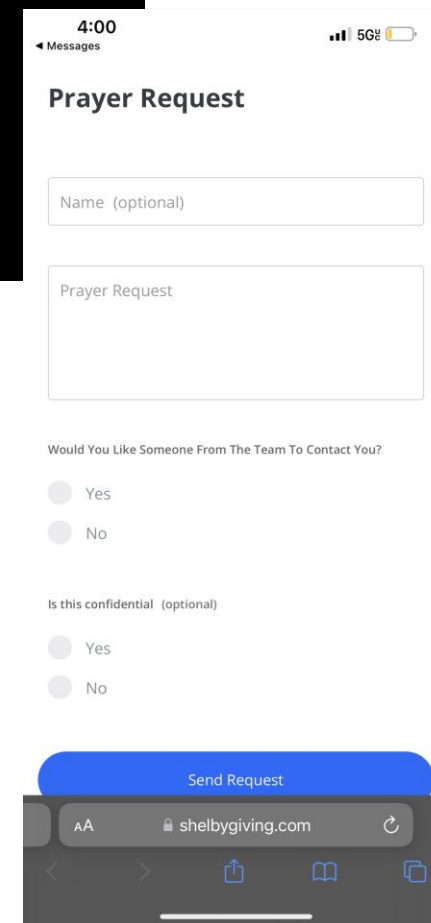 4:00
◀ Messages
5G
Prayer Request
Name (optional)
Prayer Request
Would You Like Someone From The Team To Contact You?
Yes
No
Is this confidential (optional)
Yes
No
Send Request
AA
shelbygiving.com